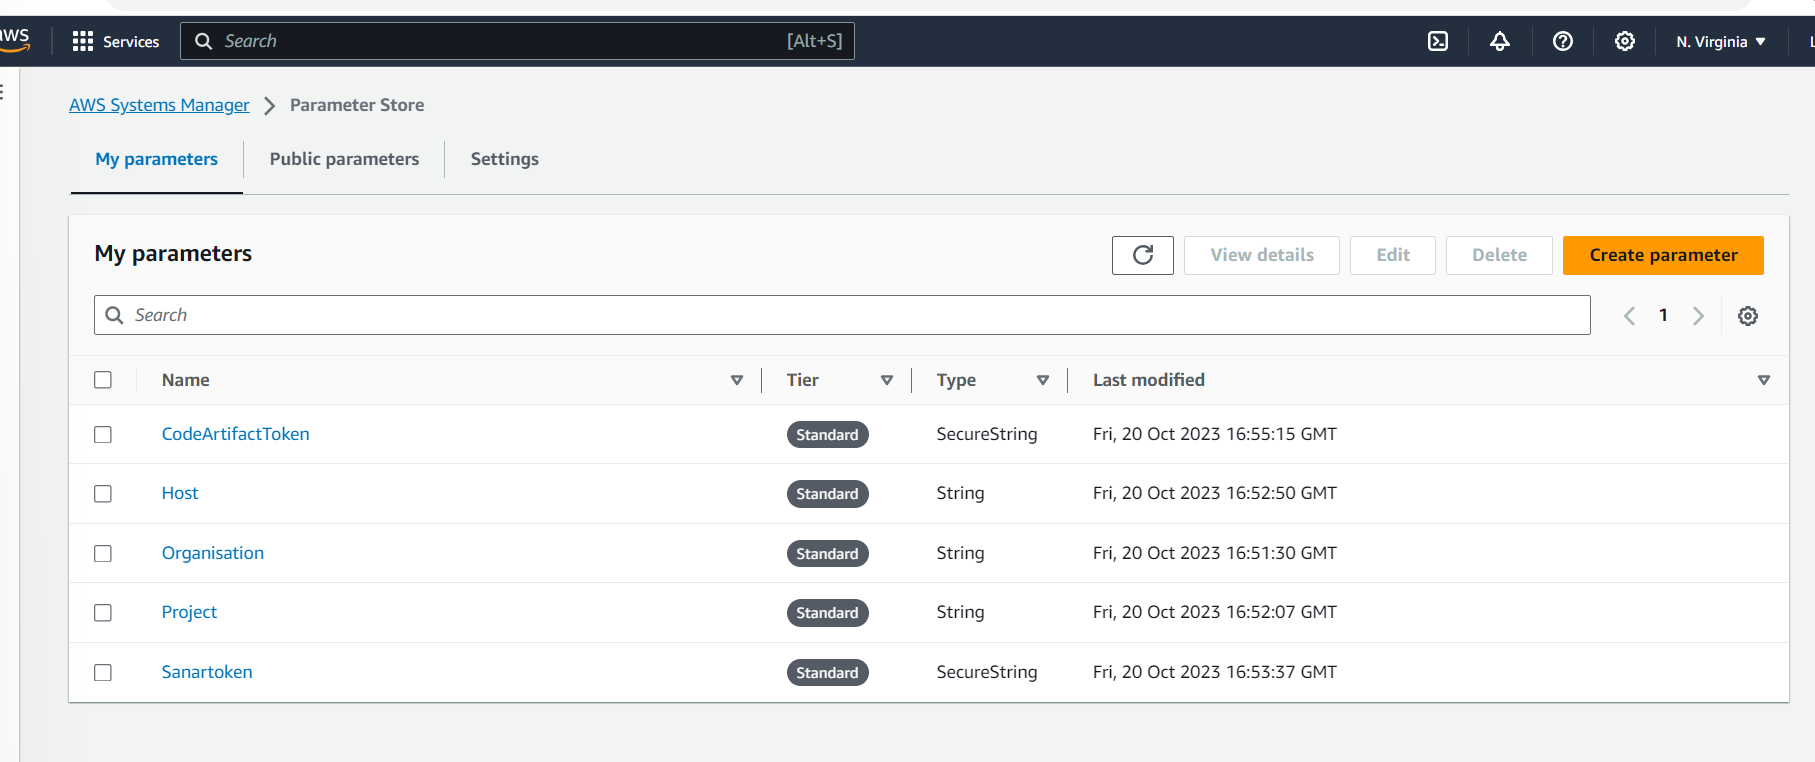 aws Services Search [Alt+S] N. Virginia
AWS Systems Manager > Parameter Store
My parameters Public parameters Settings
My parameters View details Edit Delete Create parameter
Search 1
Name Tier Type Last modified
CodeArtifactToken Standard SecureString Fri, 20 Oct 2023 16:55:15 GMT
Host Standard String Fri, 20 Oct 2023 16:52:50 GMT
Organisation Standard String Fri, 20 Oct 2023 16:51:30 GMT
Project Standard String Fri, 20 Oct 2023 16:52:07 GMT
Sanartoken Standard SecureString Fri, 20 Oct 2023 16:53:37 GMT